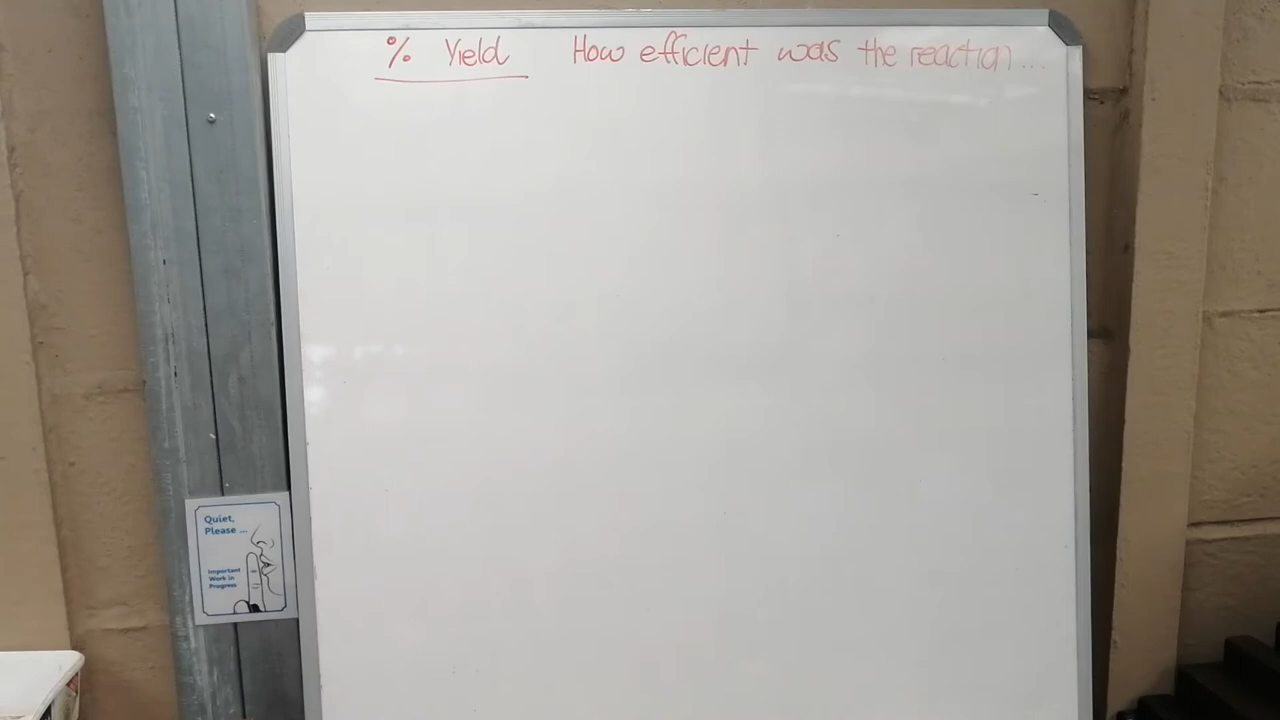 % Yield How efficient was the reaction...
Quiet,
Please ...
Important
Work in
Progress